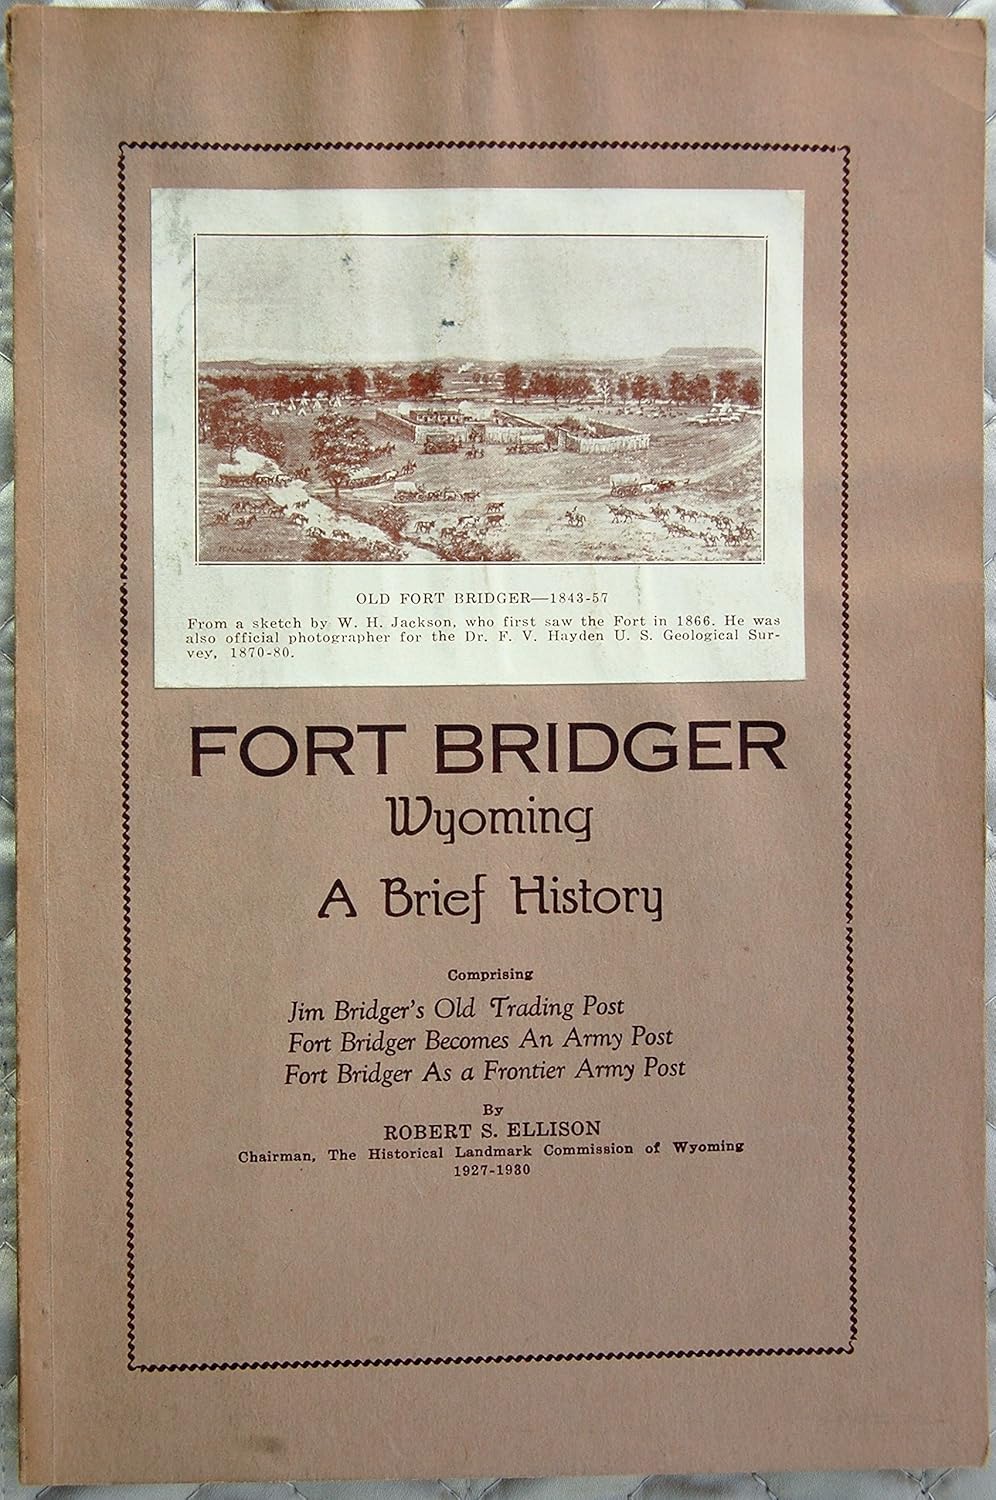 OLD FORT BRIDGER—1843-57
From a sketch by W. H. Jackson, who first saw the Fort in 1866. He was
also official photographer for the Dr. F. V. Hayden U. S. Geological Sur-
vey, 1870-80.
FORT BRIDGER
Wyoming
A Brief History
Comprising
Jim Bridger's Old Trading Post
Fort Bridger Becomes An Army Post
Fort Bridger As a Frontier Army Post
By
ROBERT S. ELLISON
Chairman, The Historical Landmark Commission of Wyoming
1927-1930